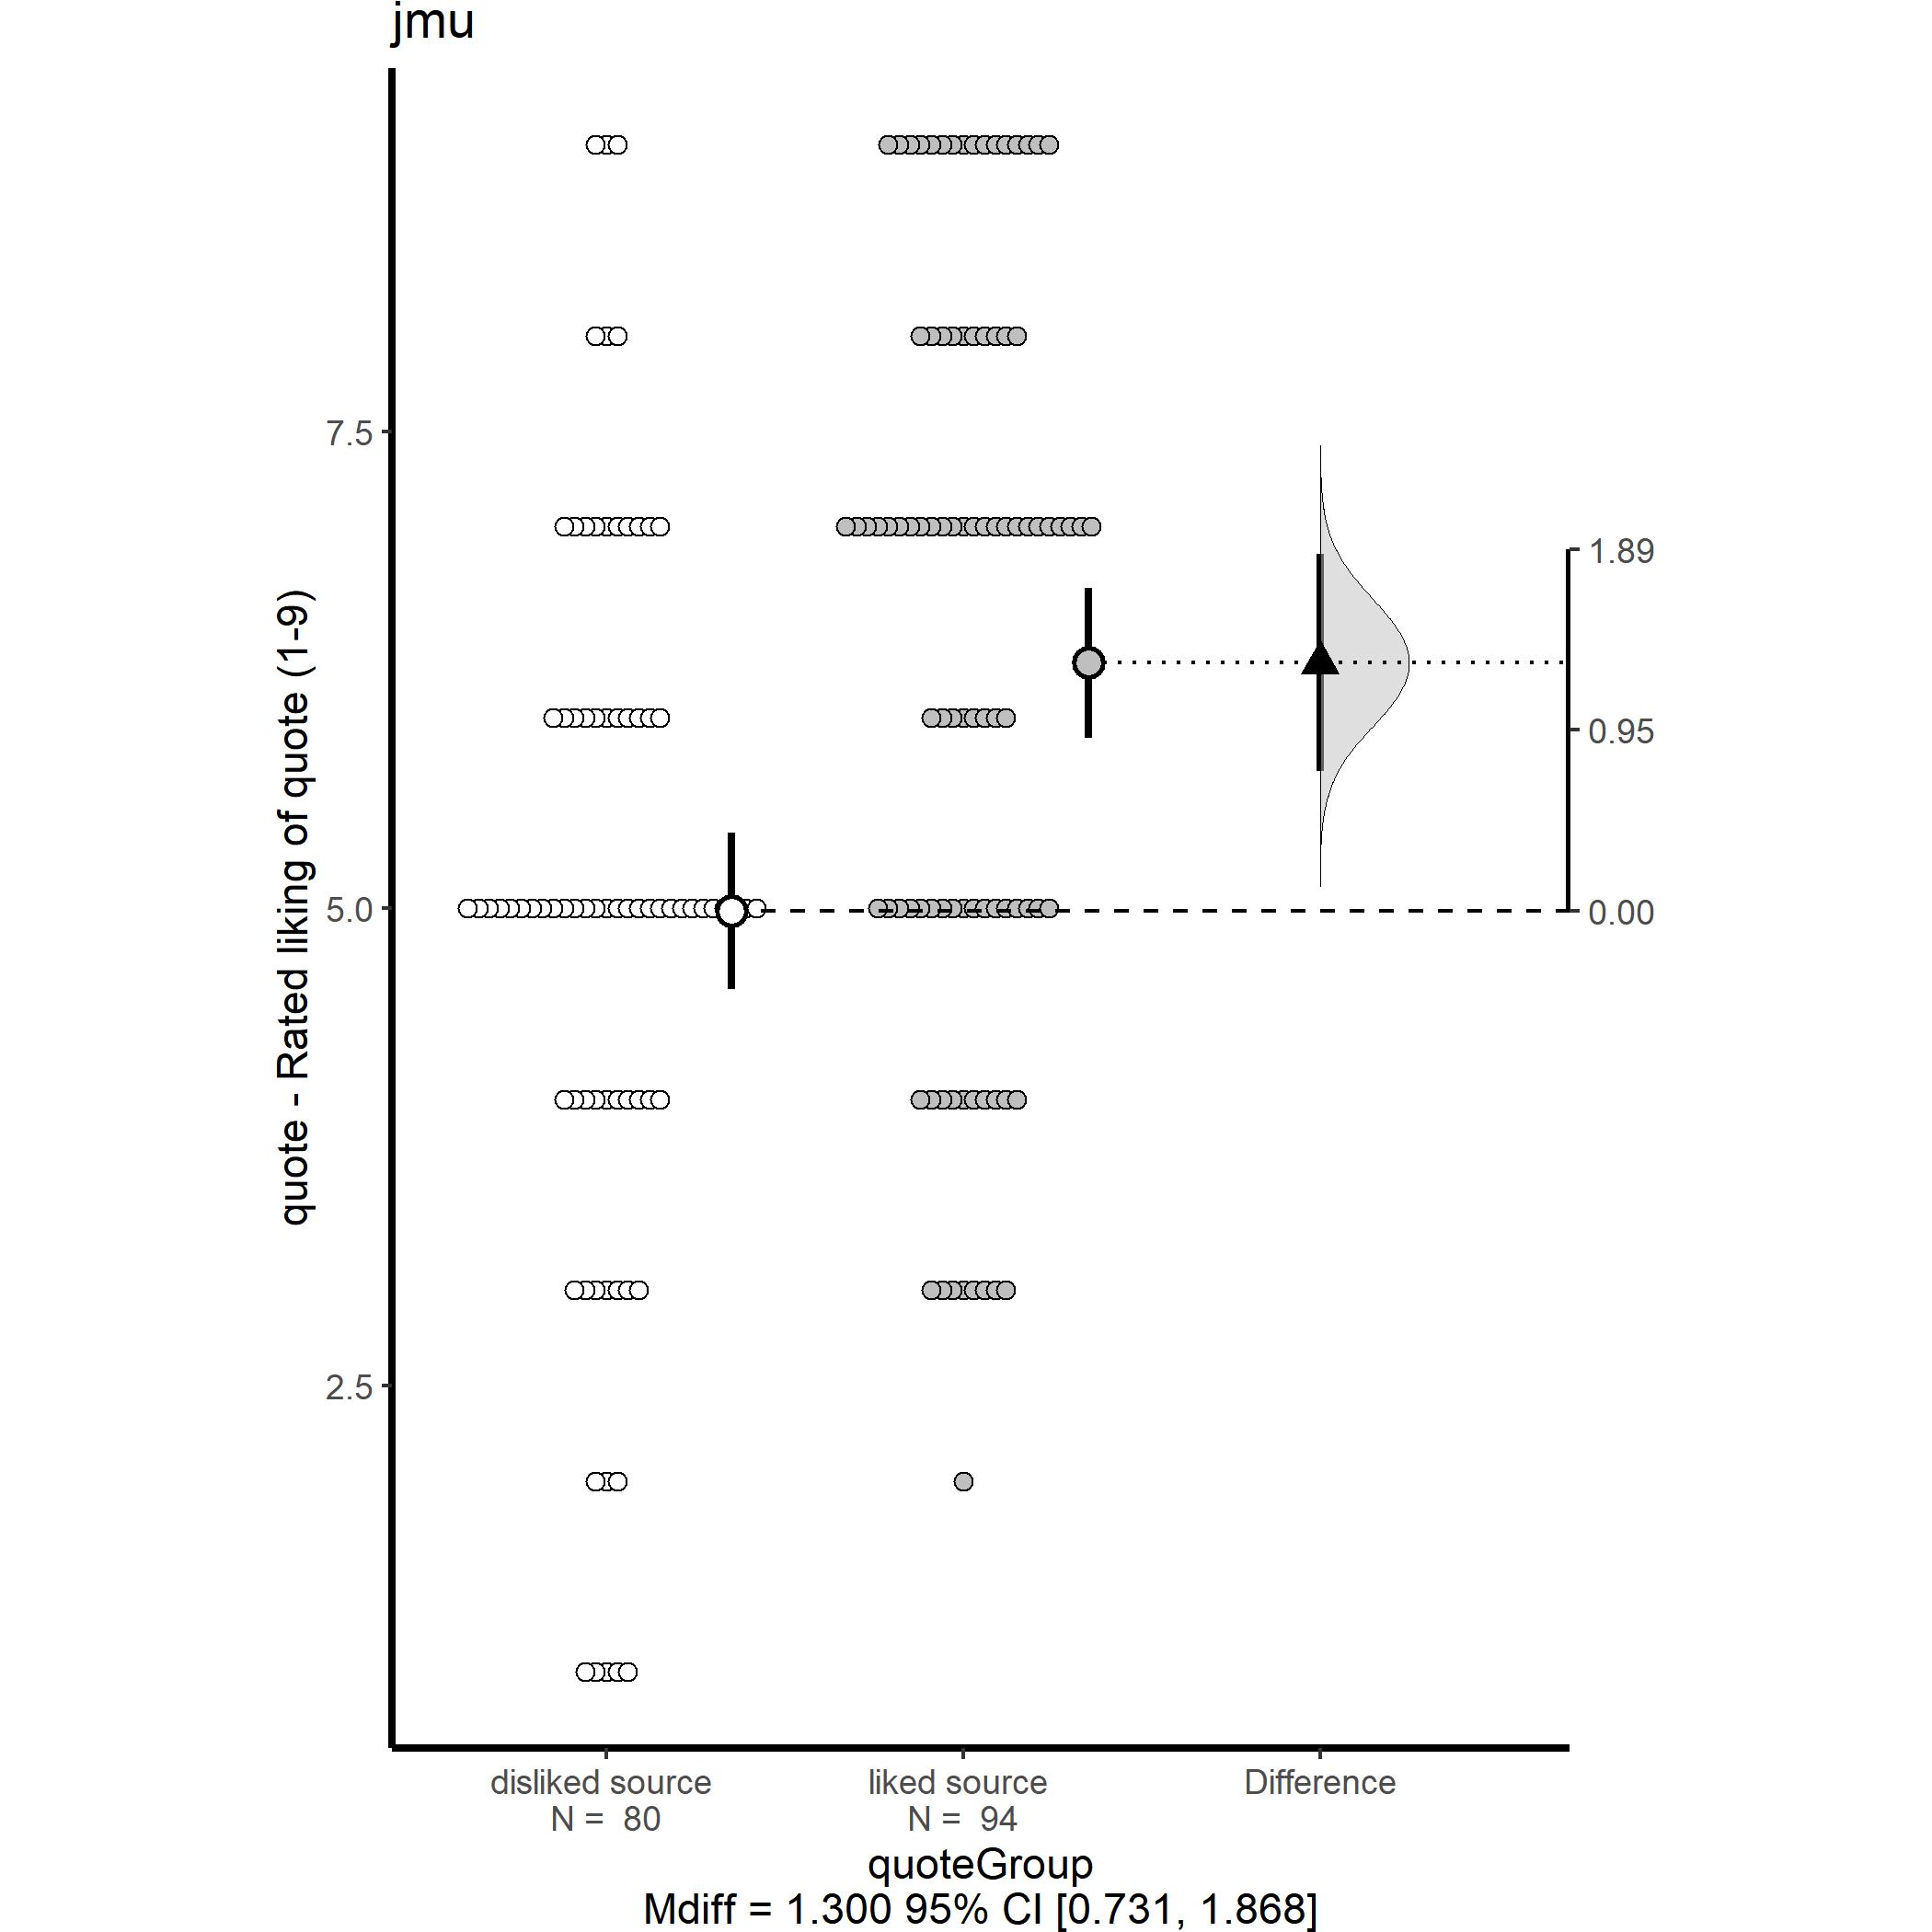 jmu
quote - Rated liking of quote (1-9)
7.5
5.0
2.5
1.89
0.95
0.00
disliked source
N =  80
liked source
N =  94
Difference
quoteGroup
Mdiff = 1.300 95% CI [0.731, 1.868]